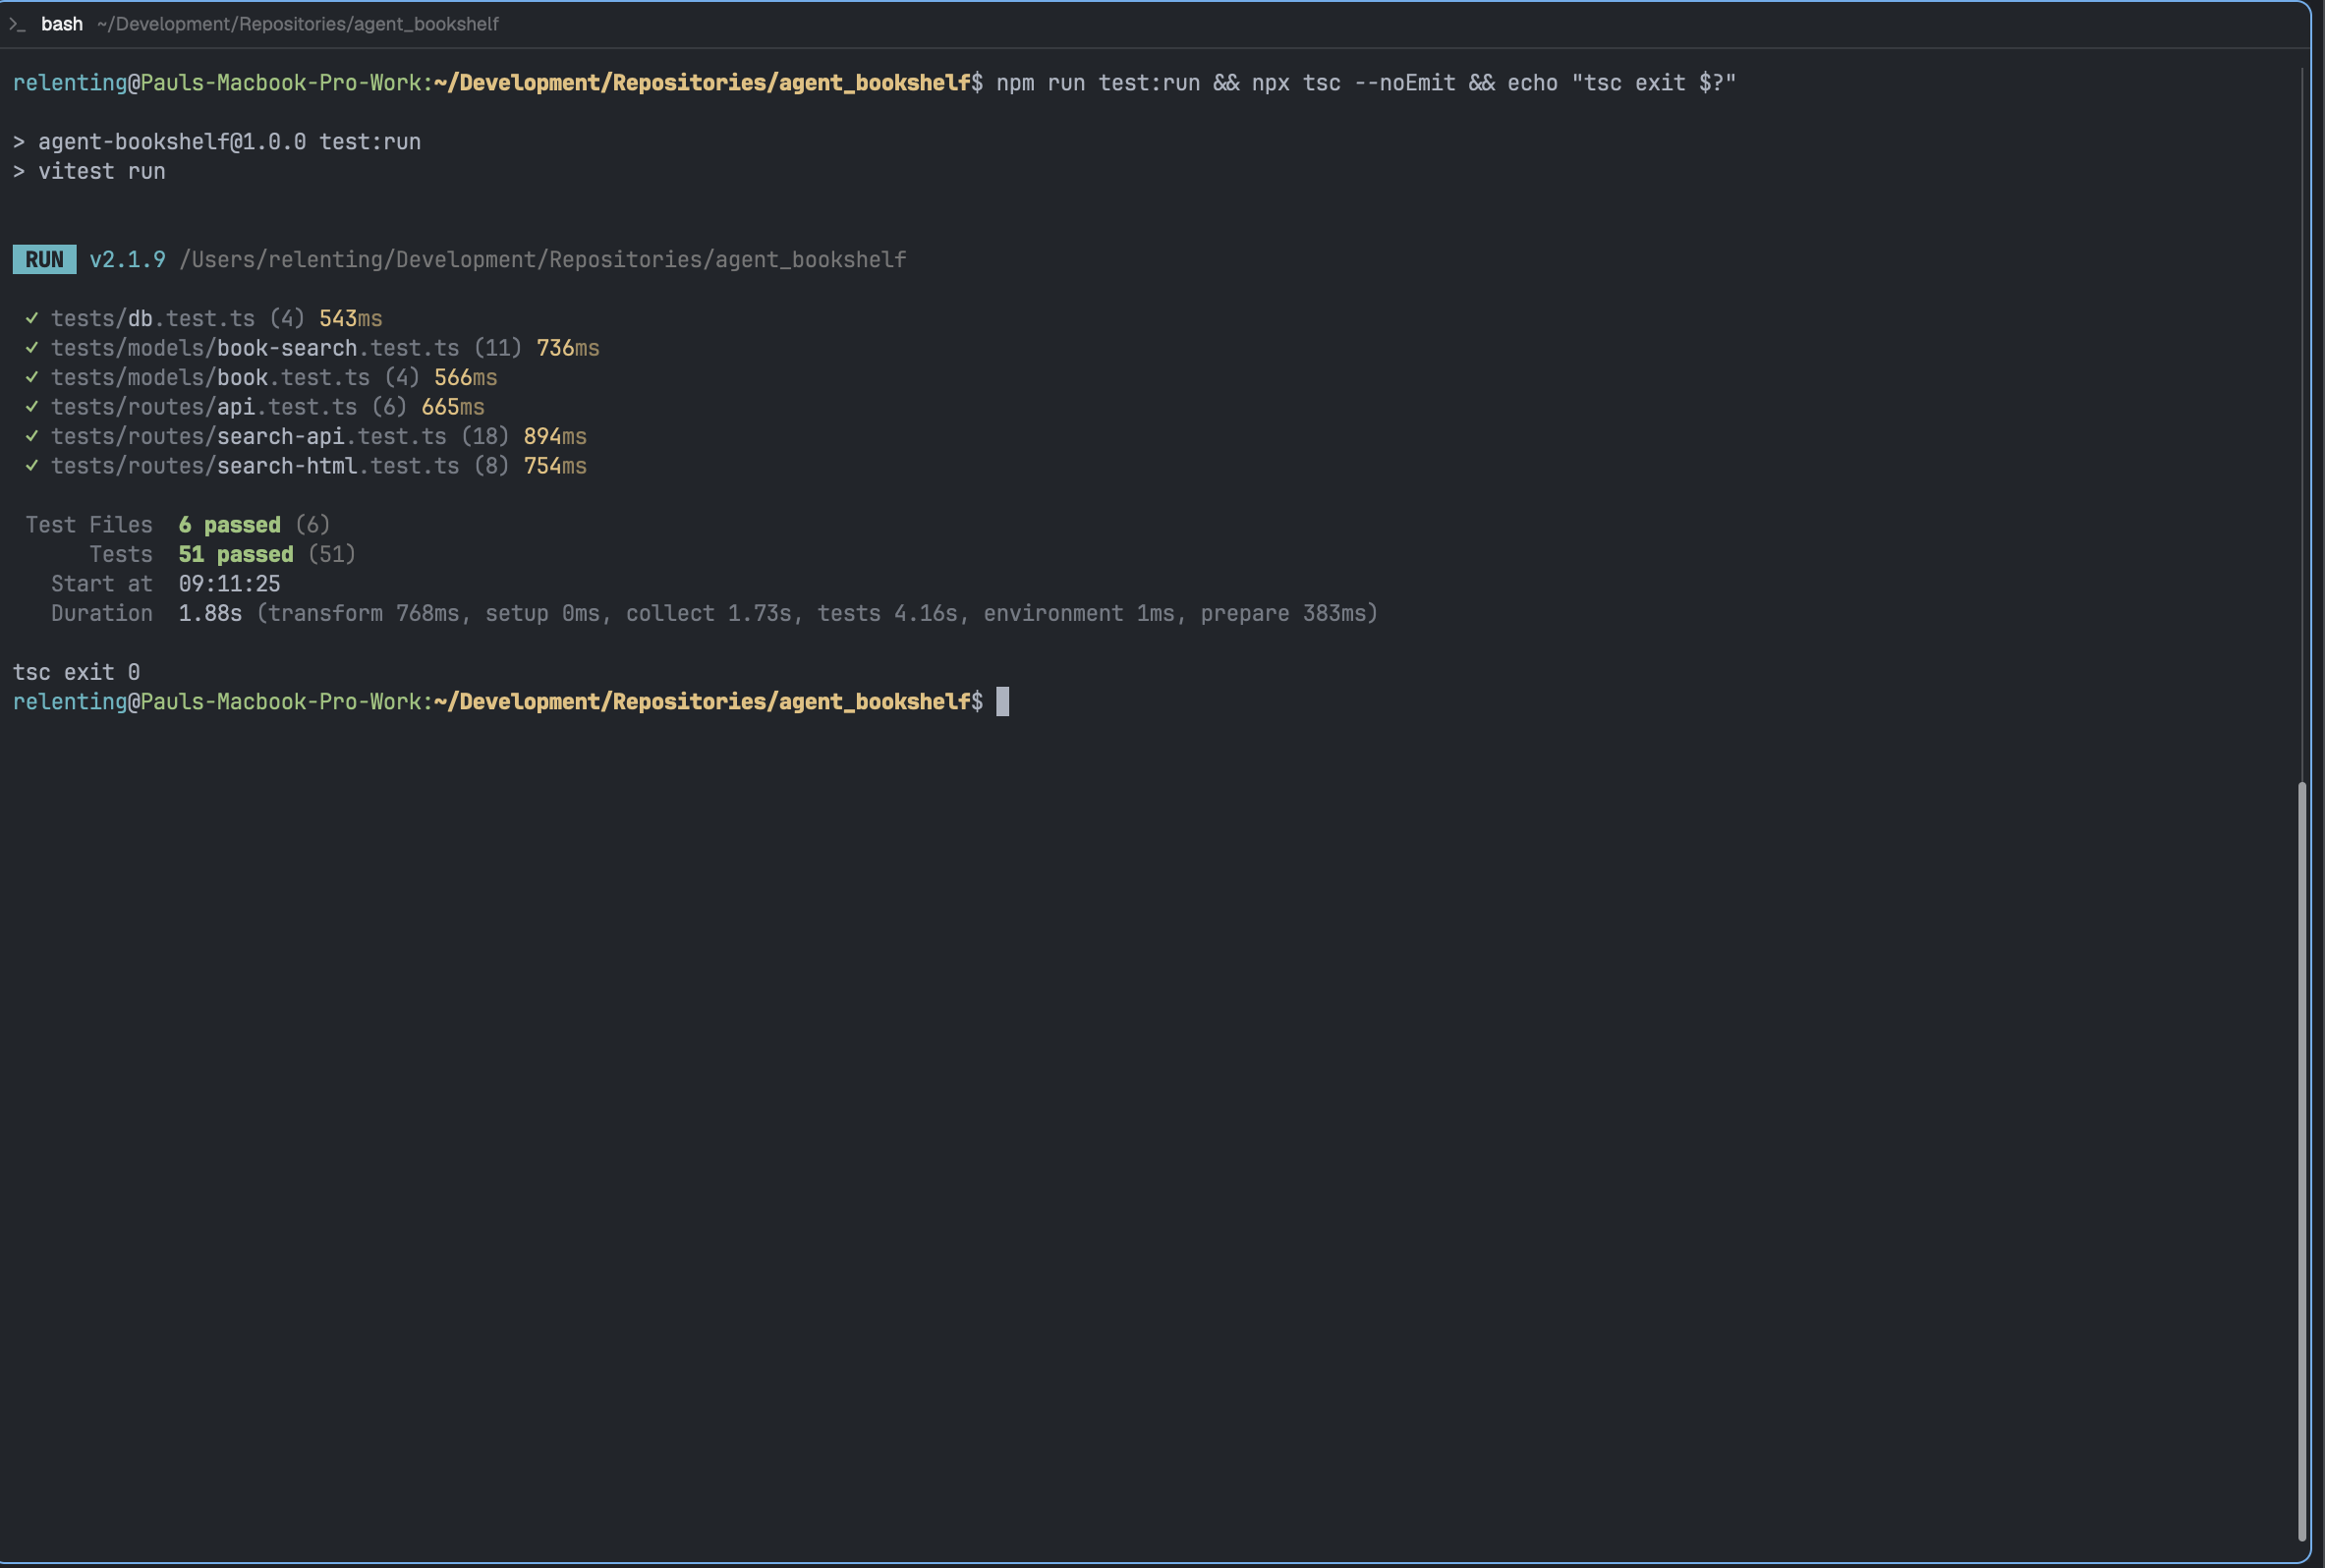 >_ bash ~/Development/Repositories/agent_bookshelf
relenting@Pauls-Macbook-Pro-Work:~/Development/Repositories/agent_bookshelf$ npm run test:run && npx tsc --noEmit && echo "tsc exit $?"
> agent-bookshelf@1.0.0 test:run
> vitest run
RUN v2.1.9 /Users/relenting/Development/Repositories/agent_bookshelf
✓ tests/db.test.ts (4) 543ms
✓ tests/models/book-search.test.ts (11) 736ms
✓ tests/models/book.test.ts (4) 566ms
✓ tests/routes/api.test.ts (6) 665ms
✓ tests/routes/search-api.test.ts (18) 894ms
✓ tests/routes/search-html.test.ts (8) 754ms
Test Files 6 passed (6)
Tests 51 passed (51)
Start at 09:11:25
Duration 1.88s (transform 768ms, setup 0ms, collect 1.73s, tests 4.16s, environment 1ms, prepare 383ms)
tsc exit 0
relenting@Pauls-Macbook-Pro-Work:~/Development/Repositories/agent_bookshelf$